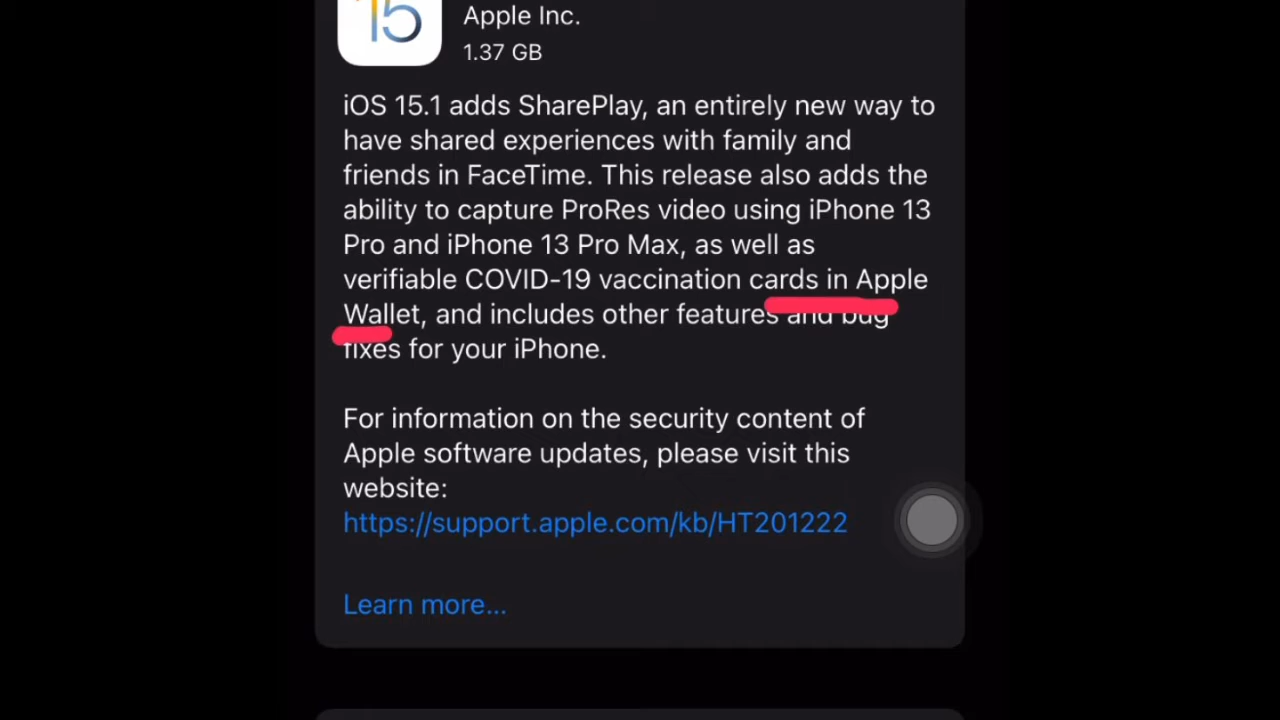 15
Apple Inc.
1.37 GB
iOS 15.1 adds SharePlay, an entirely new way to
have shared experiences with family and
friends in FaceTime. This release also adds the
ability to capture ProRes video using iPhone 13
Pro and iPhone 13 Pro Max, as well as
verifiable COVID-19 vaccination cards in Apple
Wallet, and includes other features and bug
fixes for your iPhone.
For information on the security content of
Apple software updates, please visit this
website:
https://support.apple.com/kb/HT201222
Learn more...